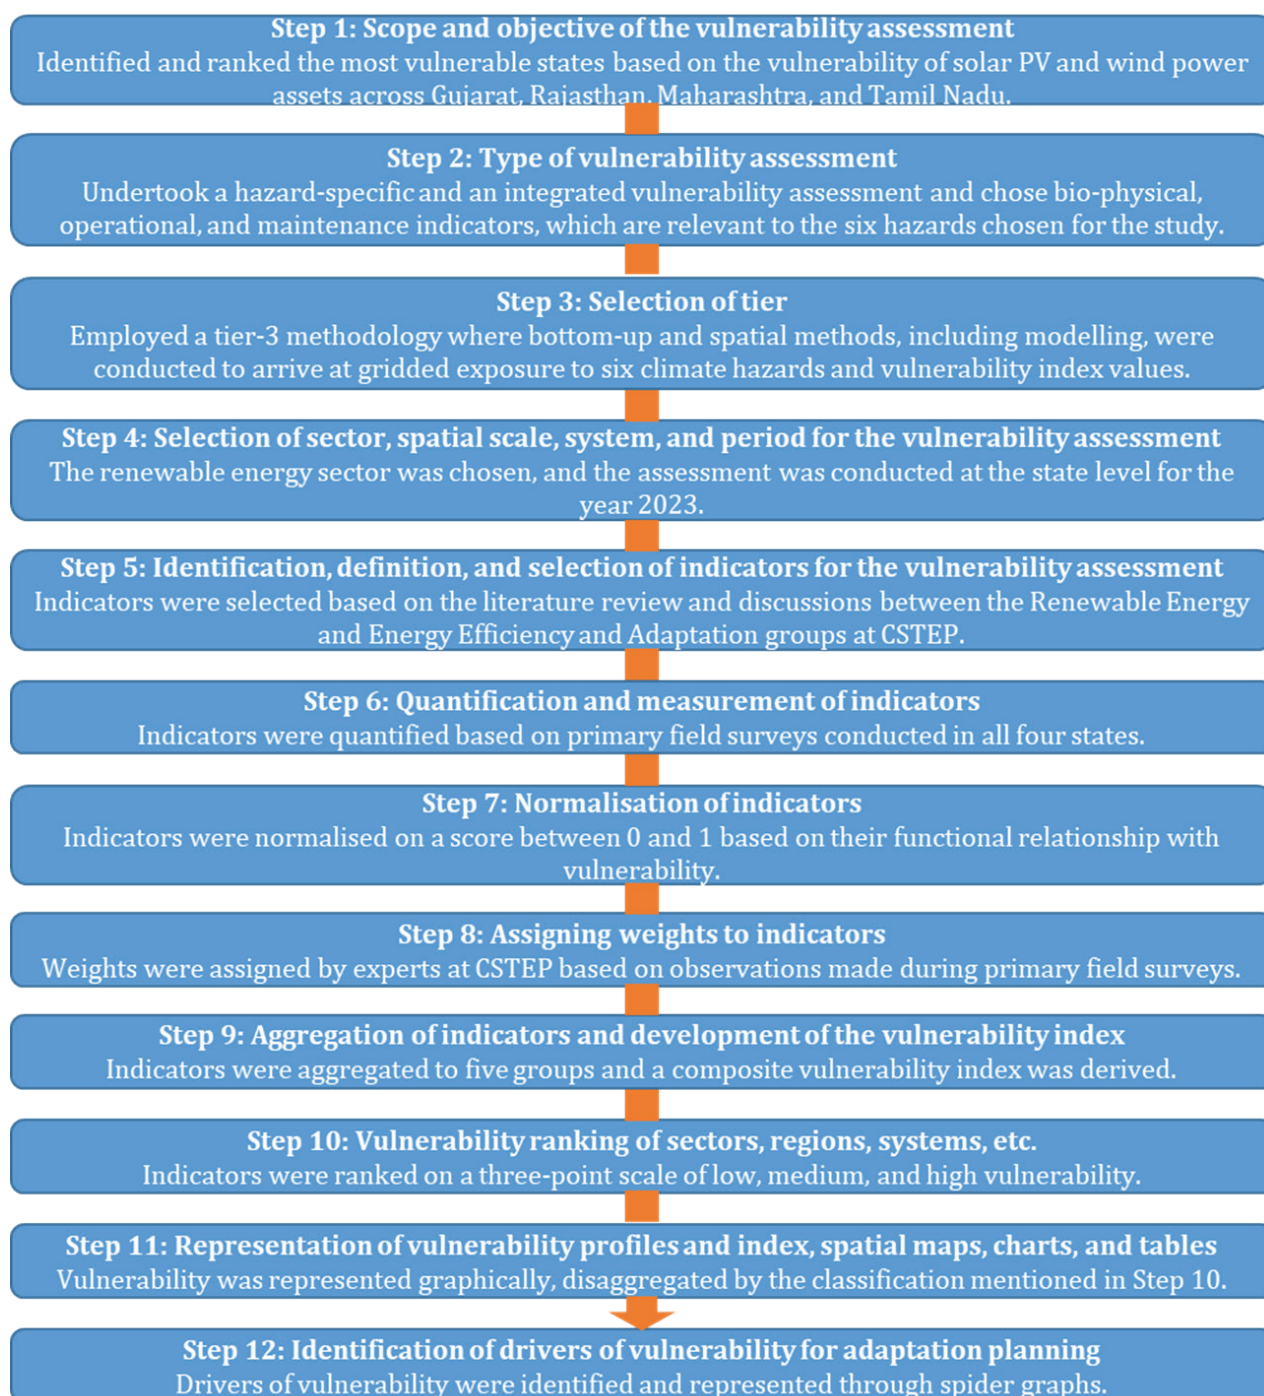 Step 1: Scope and objective of the vulnerability assessment
Identified and ranked the most vulnerable states based on the vulnerability of solar PV and wind power
assets across Gujarat, Rajasthan, Maharashtra, and Tamil Nadu.
Step 2: Type of vulnerability assessment
Undertook a hazard-specific and an integrated vulnerability assessment and chose bio-physical,
operational, and maintenance indicators, which are relevant to the six hazards chosen for the study.
Step 3: Selection of tier
Employed a tier-3 methodology where bottom-up and spatial methods, including modelling, were
conducted to arrive at gridded exposure to six climate hazards and vulnerability index values.
Step 4: Selection of sector, spatial scale, system, and period for the vulnerability assessment
The renewable energy sector was chosen, and the assessment was conducted at the state level for the
year 2023.
Step 5: Identification, definition, and selection of indicators for the vulnerability assessment
Indicators were selected based on the literature review and discussions between the Renewable Energy
and Energy Efficiency and Adaptation groups at CSTEP.
Step 6: Quantification and measurement of indicators
Indicators were quantified based on primary field surveys conducted in all four states.
Step 7: Normalisation of indicators
Indicators were normalised on a score between 0 and 1 based on their functional relationship with
vulnerability.
Step 8: Assigning weights to indicators
Weights were assigned by experts at CSTEP based on observations made during primary field surveys.
Step 9: Aggregation of indicators and development of the vulnerability index
Indicators were aggregated to five groups and a composite vulnerability index was derived.
Step 10: Vulnerability ranking of sectors, regions, systems, etc.
Indicators were ranked on a three-point scale of low, medium, and high vulnerability.
Step 11: Representation of vulnerability profiles and index, spatial maps, charts, and tables
Vulnerability was represented graphically, disaggregated by the classification mentioned in Step 10.
Step 12: Identification of drivers of vulnerability for adaptation planning
Drivers of vulnerability were identified and represented through spider graphs.